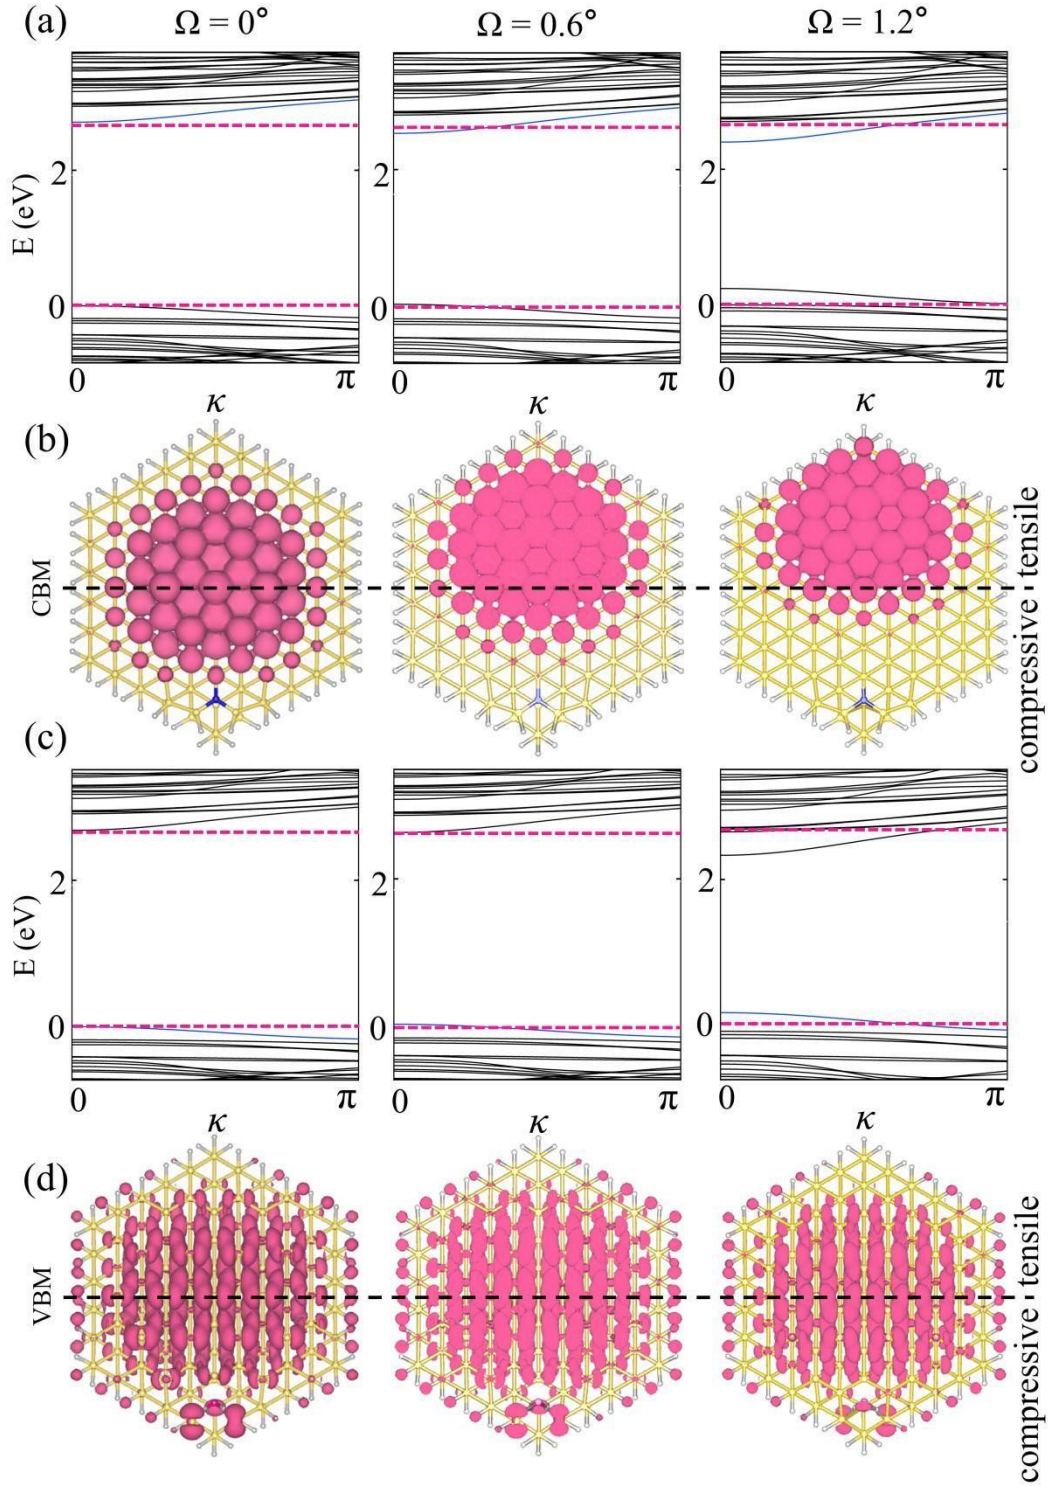 (a) Ω = 0° Ω = 0.6° Ω = 1.2°
E (eV)
2 2 2
0 0 0
0 π 0 π 0 π
κ κ κ
(b)
CBM
tensile
compressive
(c)
E (eV)
2 2 2
0 0 0
0 π 0 π 0 π
κ κ κ
(d)
VBM
tensile
compressive